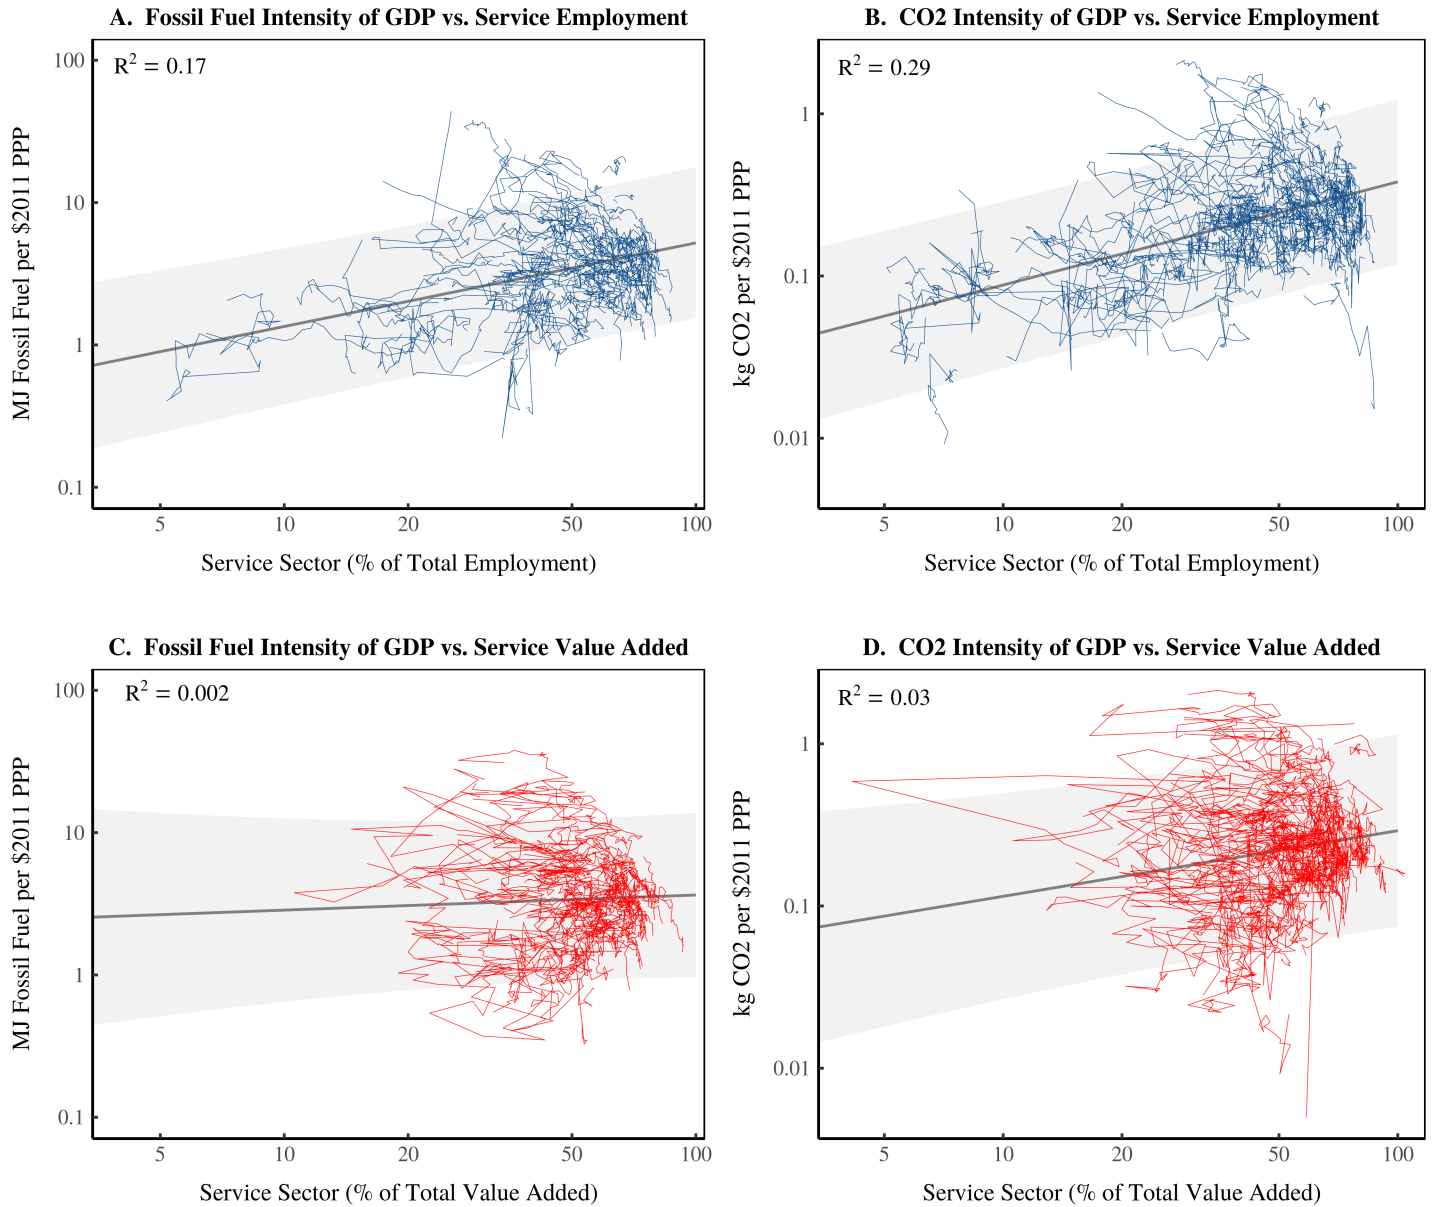 A. Fossil Fuel Intensity of GDP vs. Service Employment
R² = 0.17
MJ Fossil Fuel per $2011 PPP
100
10
1
0.1
5 10 20 50 100
Service Sector (% of Total Employment)
B. CO2 Intensity of GDP vs. Service Employment
R² = 0.29
kg CO2 per $2011 PPP
1
0.1
0.01
5 10 20 50 100
Service Sector (% of Total Employment)
C. Fossil Fuel Intensity of GDP vs. Service Value Added
R² = 0.002
MJ Fossil Fuel per $2011 PPP
100
10
1
0.1
5 10 20 50 100
Service Sector (% of Total Value Added)
D. CO2 Intensity of GDP vs. Service Value Added
R² = 0.03
kg CO2 per $2011 PPP
1
0.1
0.01
5 10 20 50 100
Service Sector (% of Total Value Added)